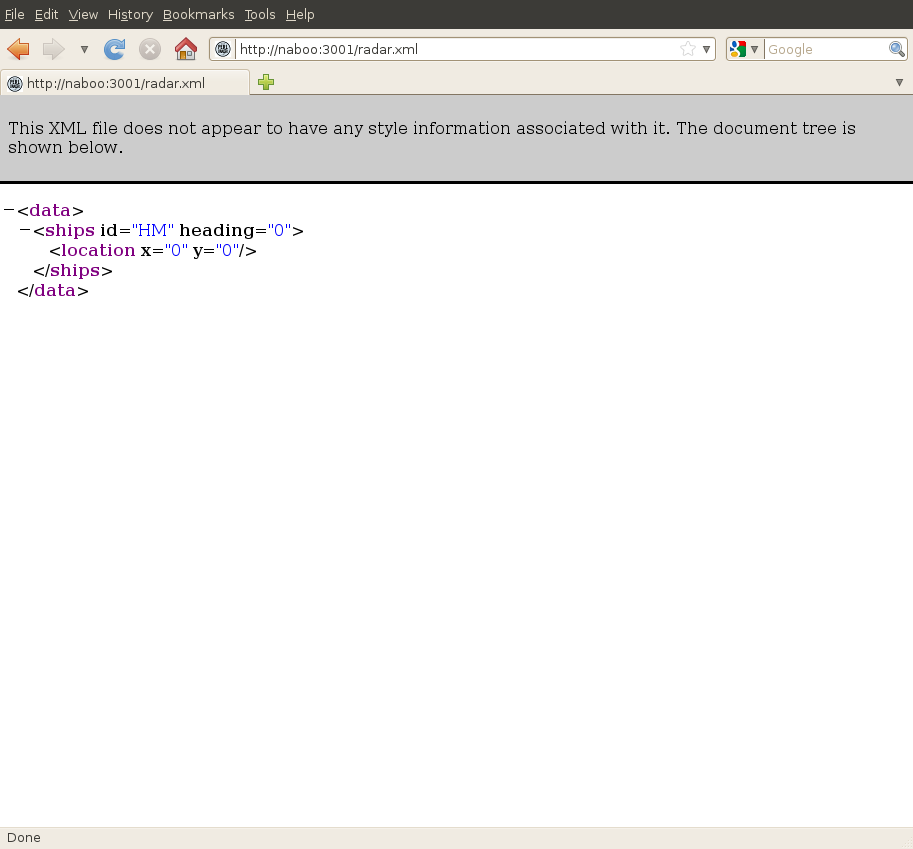 File Edit View History Bookmarks Tools Help
http://naboo:3001/radar.xml
Google
http://naboo:3001/radar.xml
This XML file does not appear to have any style information associated with it. The document tree is
shown below.
−<data>
−<ships id="HM" heading="0">
<location x="0" y="0"/>
</ships>
</data>
Done